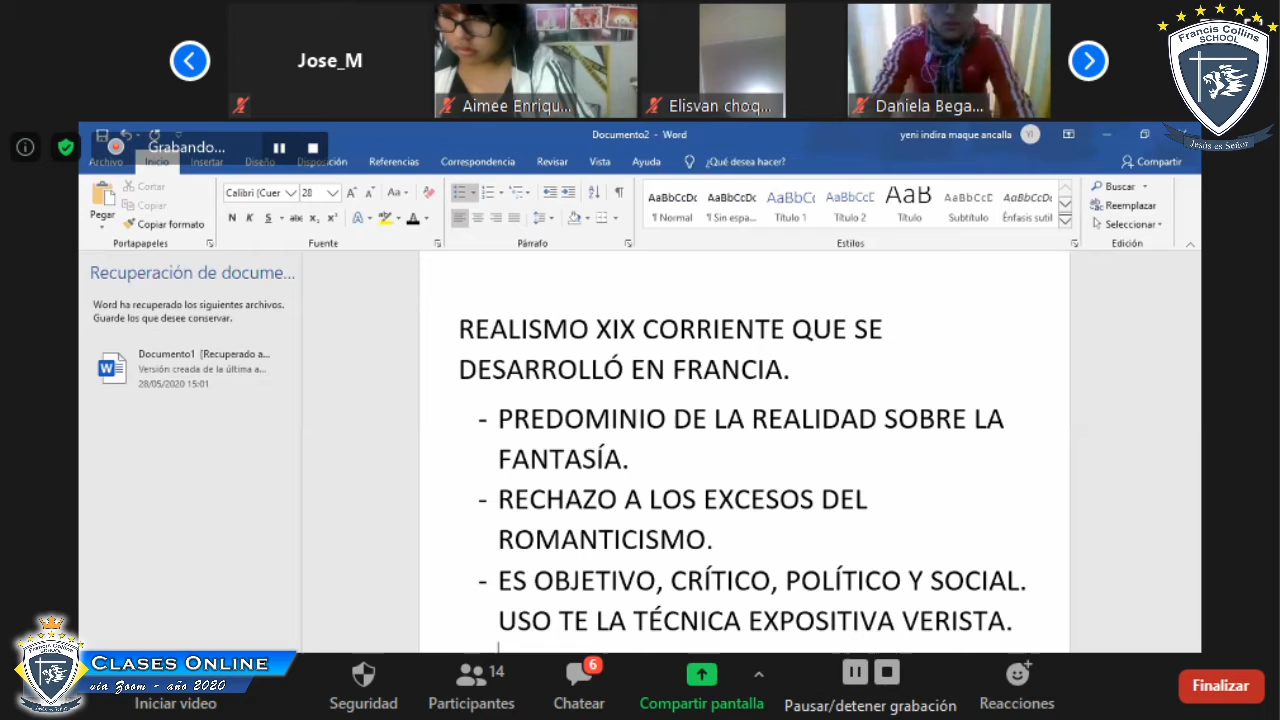 Jose_M
Aimee Enriqu...
Elisvan choq...
Daniela Bega...
Francis Collins
SCHOOL
Jesús es Señor
Grabando...
Documento2 - Word
yeni indira maque ancalla
YI
Archivo
Inicio
Insertar
Diseño
Disposición
Referencias
Correspondencia
Revisar
Vista
Ayuda
¿Qué desea hacer?
Compartir
Pegar
Cortar
Copiar
Copiar formato
Portapapeles
Calibri (Cuer
28
Aa
N K S abc x₂ x²
Fuente
Párrafo
AaBbCcDc
¶ Normal
AaBbCcDc
¶ Sin espa...
AaBbCc
Título 1
AaBbCcD
Título 2
AaB
Título
AaBbCcD
Subtítulo
AaBbCcDc
Énfasis sutil
Estilos
Buscar
Reemplazar
Seleccionar
Edición
Recuperación de docume...
Word ha recuperado los siguientes archivos.
Guarde los que desee conservar.
Documento1 [Recuperado a...
Versión creada de la última a...
28/05/2020 15:01
REALISMO XIX CORRIENTE QUE SE
DESARROLLÓ EN FRANCIA.
- PREDOMINIO DE LA REALIDAD SOBRE LA
FANTASÍA.
- RECHAZO A LOS EXCESOS DEL
ROMANTICISMO.
- ES OBJETIVO, CRÍTICO, POLÍTICO Y SOCIAL.
USO TE LA TÉCNICA EXPOSITIVA VERISTA.
CLASES ONLINE
via Zoom - año 2020
Iniciar video
Seguridad
Participantes
14
Chatear
6
Compartir pantalla
Pausar/detener grabación
Reacciones
Finalizar